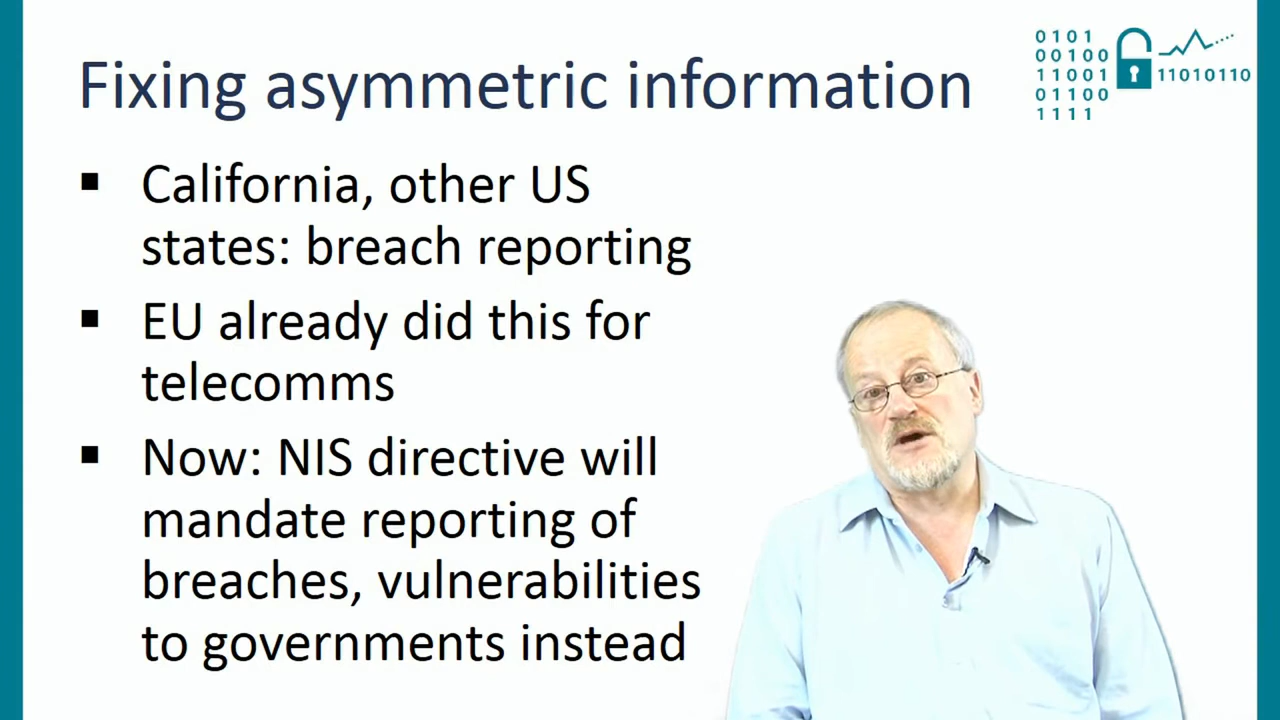 Fixing asymmetric information
0101
00100
11001
01100
1111
11010110
▪ California, other US
states: breach reporting
▪ EU already did this for
telecomms
▪ Now: NIS directive will
mandate reporting of
breaches, vulnerabilities
to governments instead